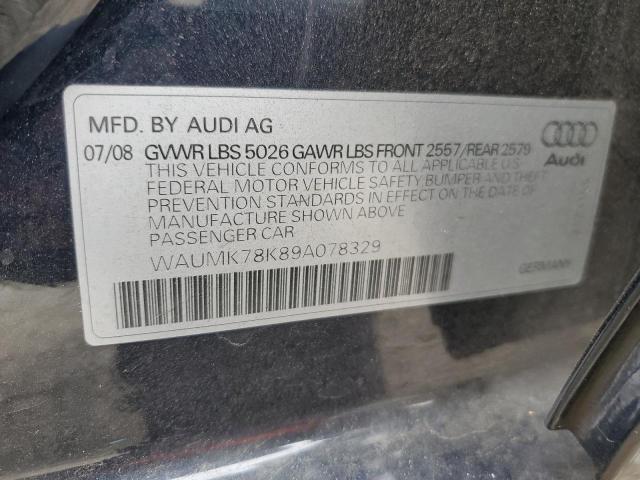 MFD. BY AUDI AG
07/08 GVWR LBS 5026 GAWR LBS FRONT 2557/REAR 2579
THIS VEHICLE CONFORMS TO ALL APPLICABLE U.S.
FEDERAL MOTOR VEHICLE SAFETY BUMPER AND THEFT
PREVENTION STANDARDS IN EFFECT ON THE DATE OF
MANUFACTURE SHOWN ABOVE
PASSENGER CAR
WAUMK78K89A078329
Audi
GERMANY